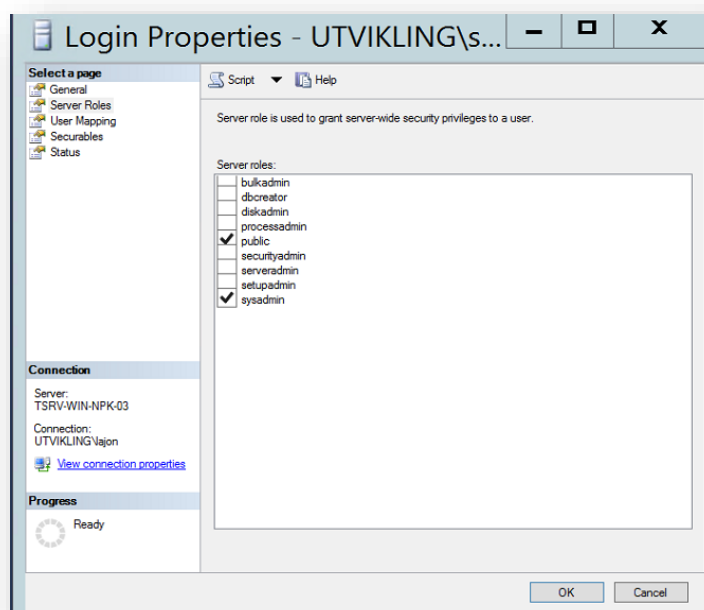 Login Properties - UTVIKLING\s...
Select a page
General
Server Roles
User Mapping
Securables
Status
Script
Help
Server role is used to grant server-wide security privileges to a user.
Server roles:
bulkadmin
dbcreator
diskadmin
processadmin
public
securityadmin
serveradmin
setupadmin
sysadmin
Connection
Server:
TSRV-WIN-NPK-03
Connection:
UTVIKLING\lajon
View connection properties
Progress
Ready
OK
Cancel